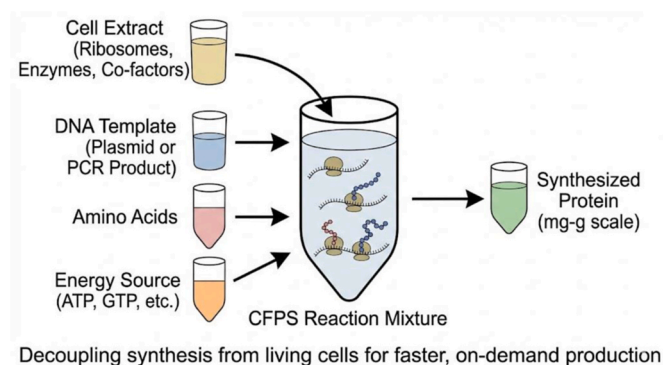 Cell Extract
(Ribosomes,
Enzymes, Co-factors)
DNA Template
(Plasmid or
PCR Product)
Amino Acids
Energy Source
(ATP, GTP, etc.)
CFPS Reaction Mixture
Synthesized
Protein
(mg-g scale)
Decoupling synthesis from living cells for faster, on-demand production